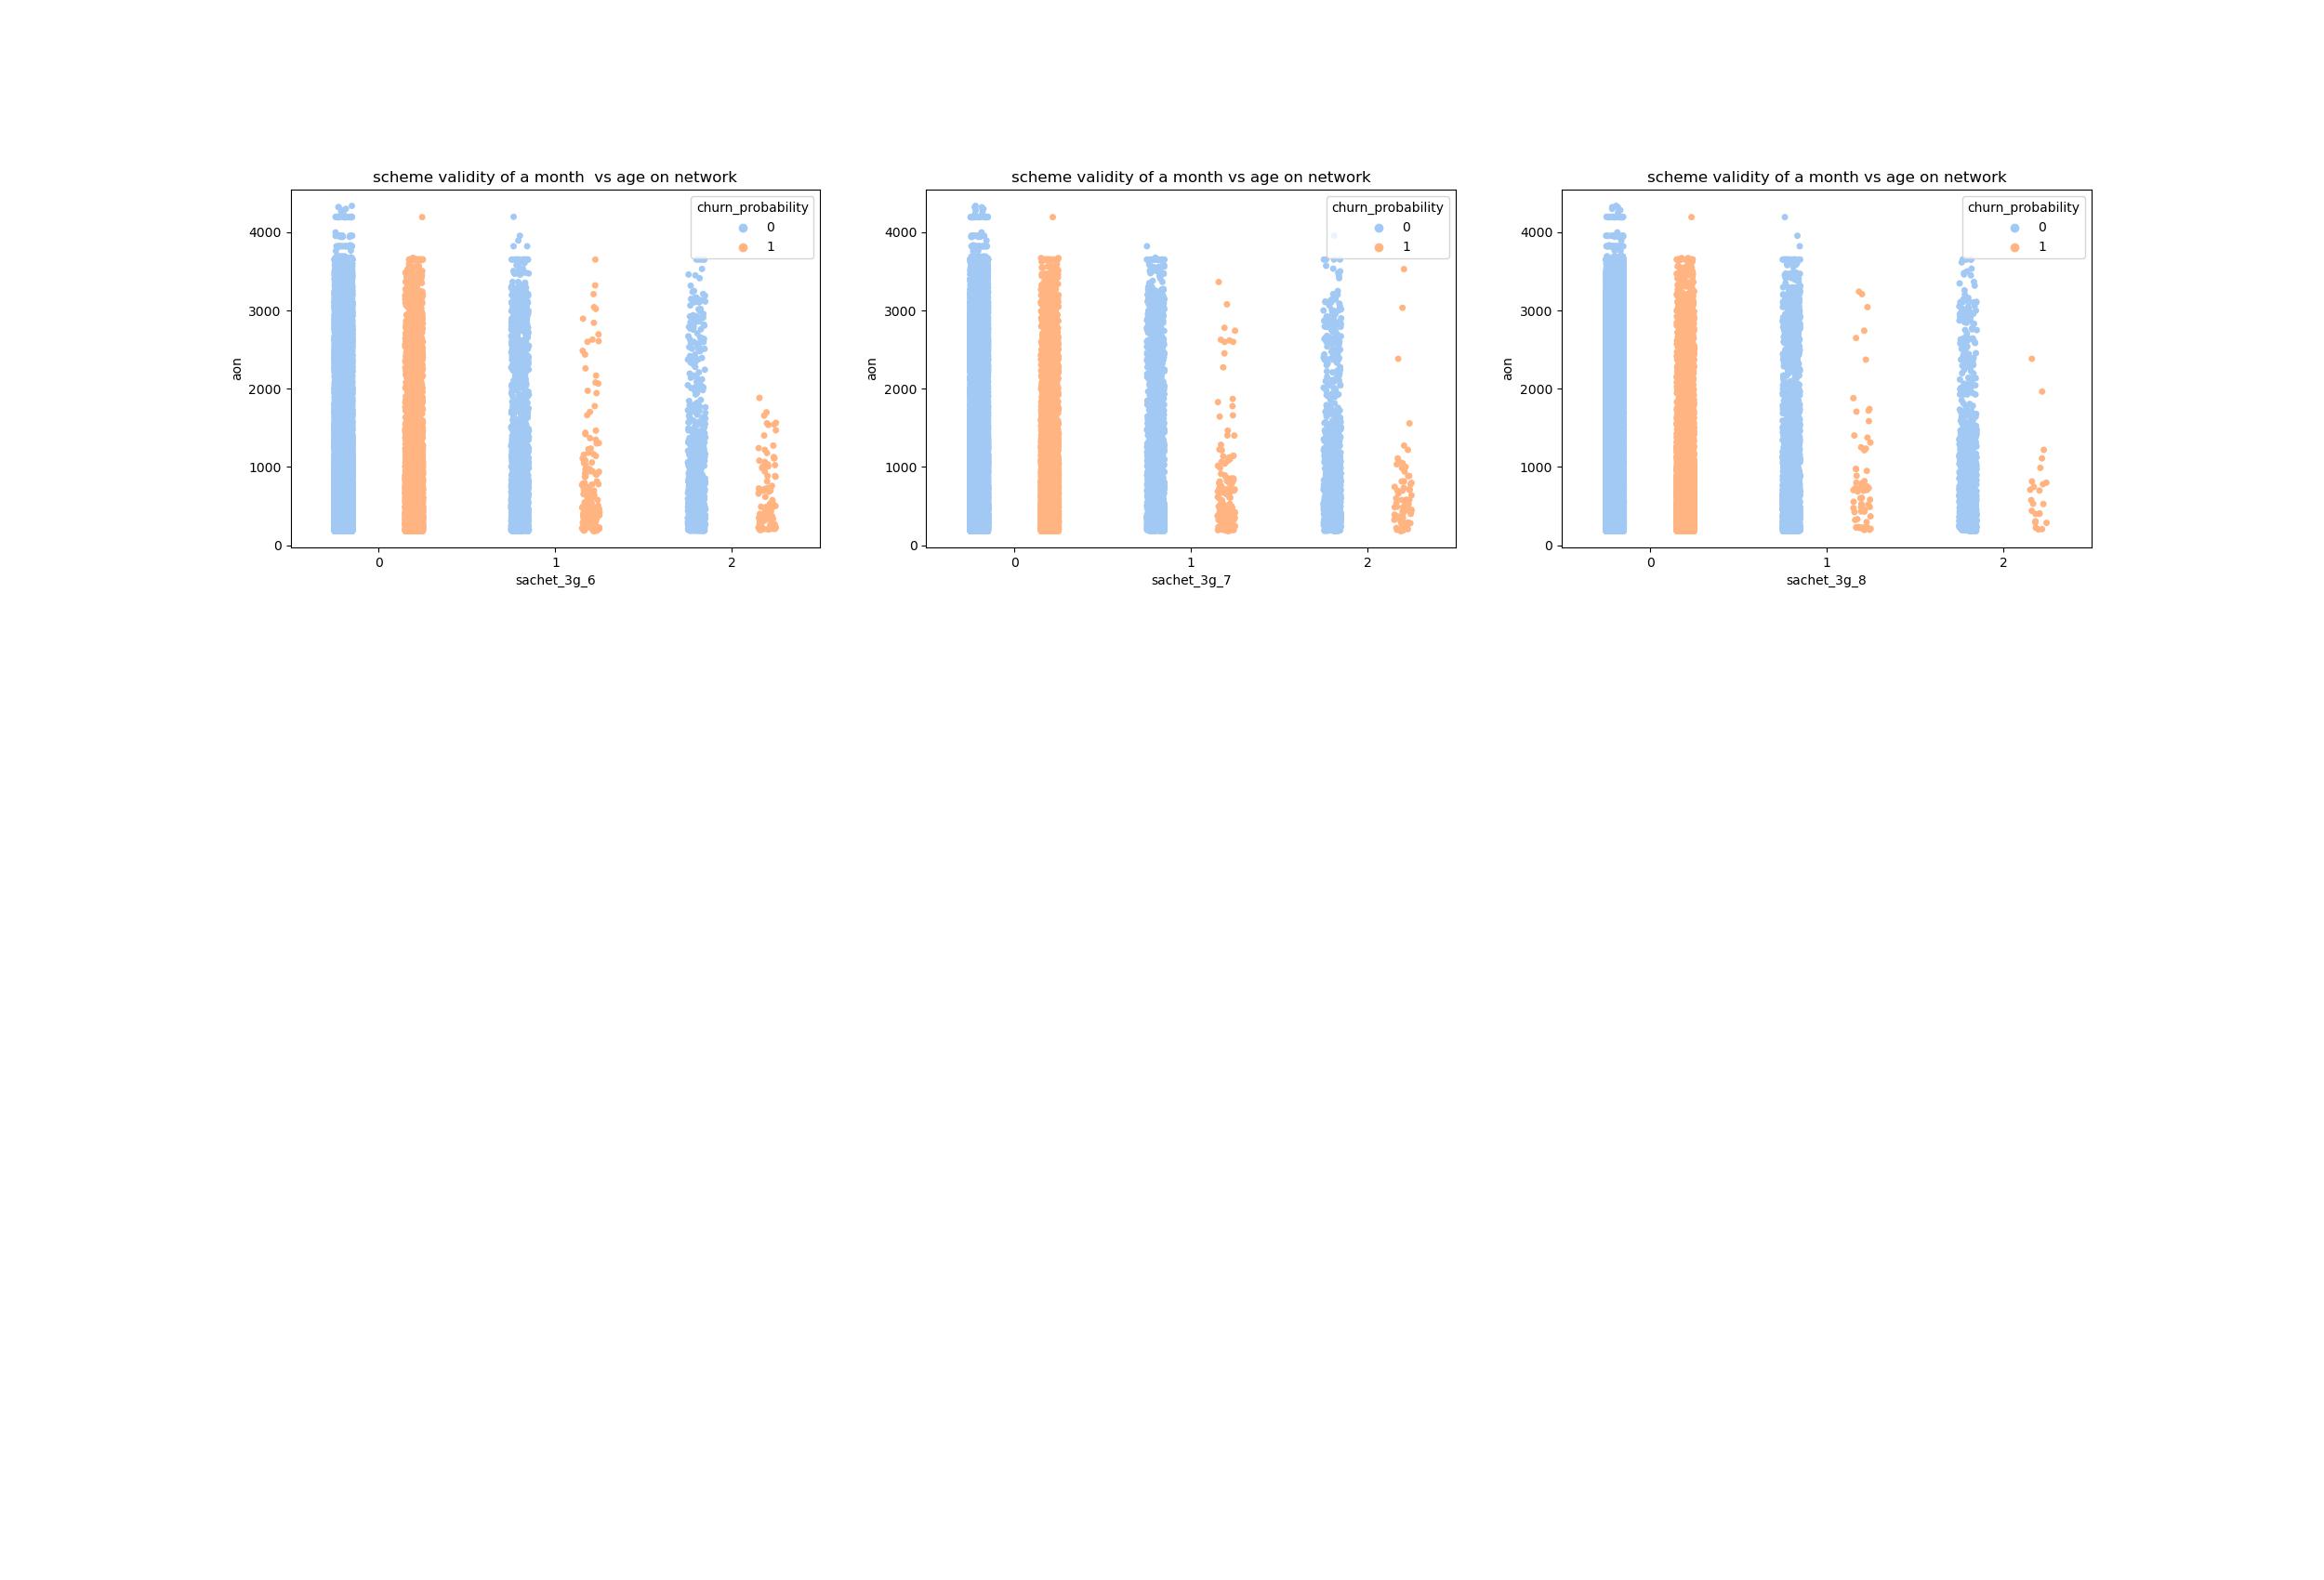 scheme validity of a month  vs age on network
churn_probability
0
1
4000
3000
2000
1000
0
aon
0 1 2
sachet_3g_6
scheme validity of a month vs age on network
churn_probability
0
1
4000
3000
2000
1000
0
aon
0 1 2
sachet_3g_7
scheme validity of a month vs age on network
churn_probability
0
1
4000
3000
2000
1000
0
aon
0 1 2
sachet_3g_8